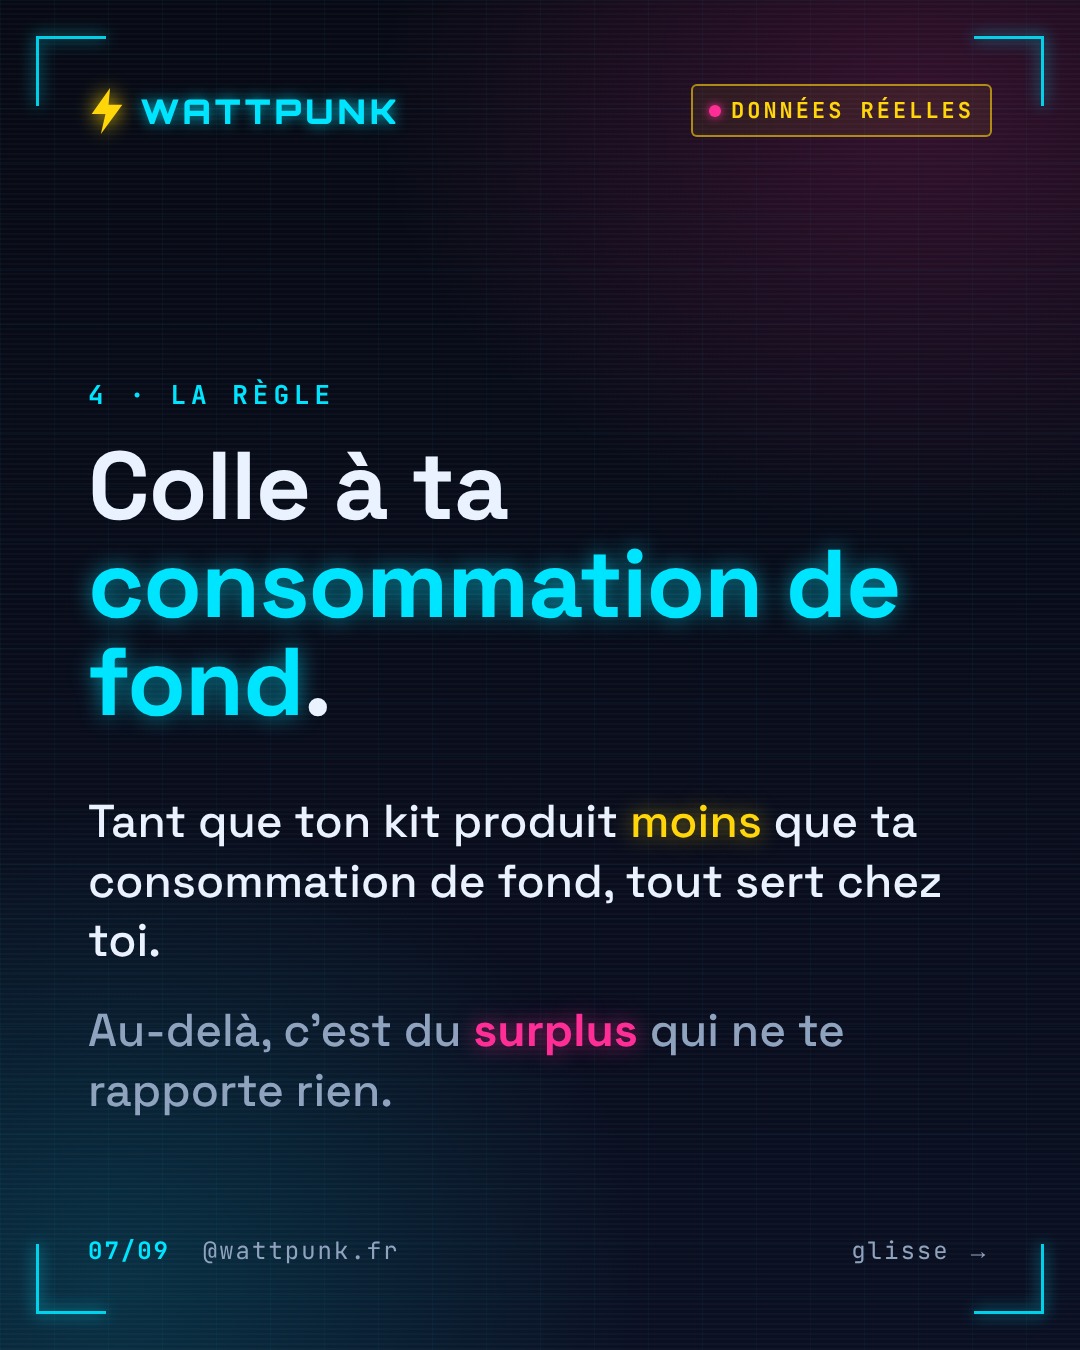 WATTPUNK
DONNÉES RÉELLES
4 · LA RÈGLE
Colle à ta
consommation de
fond.
Tant que ton kit produit moins que ta
consommation de fond, tout sert chez
toi.
Au-delà, c’est du surplus qui ne te
rapporte rien.
07/09 @wattpunk.fr
glisse →